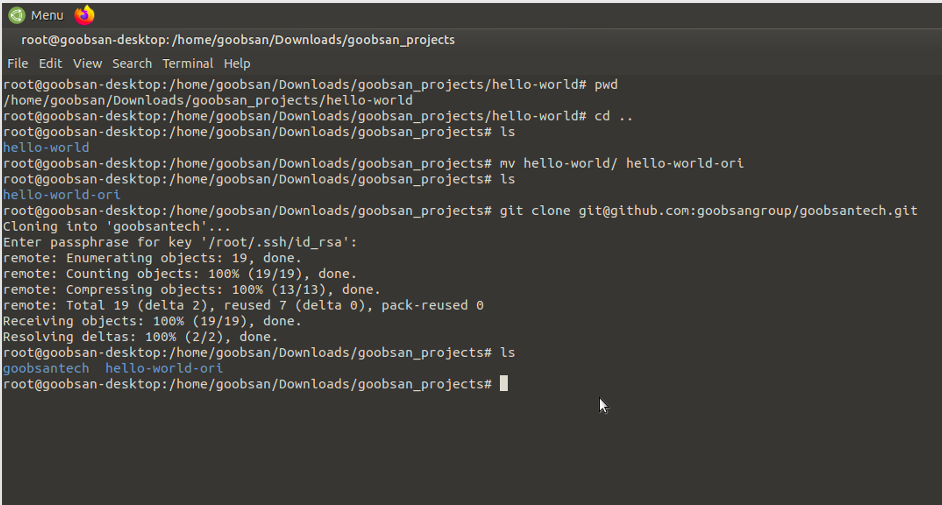 Menu
root@goobsan-desktop:/home/goobsan/Downloads/goobsan_projects
File Edit View Search Terminal Help
root@goobsan-desktop:/home/goobsan/Downloads/goobsan_projects/hello-world# pwd
/home/goobsan/Downloads/goobsan_projects/hello-world
root@goobsan-desktop:/home/goobsan/Downloads/goobsan_projects/hello-world# cd ..
root@goobsan-desktop:/home/goobsan/Downloads/goobsan_projects# ls
hello-world
root@goobsan-desktop:/home/goobsan/Downloads/goobsan_projects# mv hello-world/ hello-world-ori
root@goobsan-desktop:/home/goobsan/Downloads/goobsan_projects# ls
hello-world-ori
root@goobsan-desktop:/home/goobsan/Downloads/goobsan_projects# git clone git@github.com:goobsangroup/goobsantech.git
Cloning into 'goobsantech'...
Enter passphrase for key '/root/.ssh/id_rsa':
remote: Enumerating objects: 19, done.
remote: Counting objects: 100% (19/19), done.
remote: Compressing objects: 100% (13/13), done.
remote: Total 19 (delta 2), reused 7 (delta 0), pack-reused 0
Receiving objects: 100% (19/19), done.
Resolving deltas: 100% (2/2), done.
root@goobsan-desktop:/home/goobsan/Downloads/goobsan_projects# ls
goobsantech  hello-world-ori
root@goobsan-desktop:/home/goobsan/Downloads/goobsan_projects#